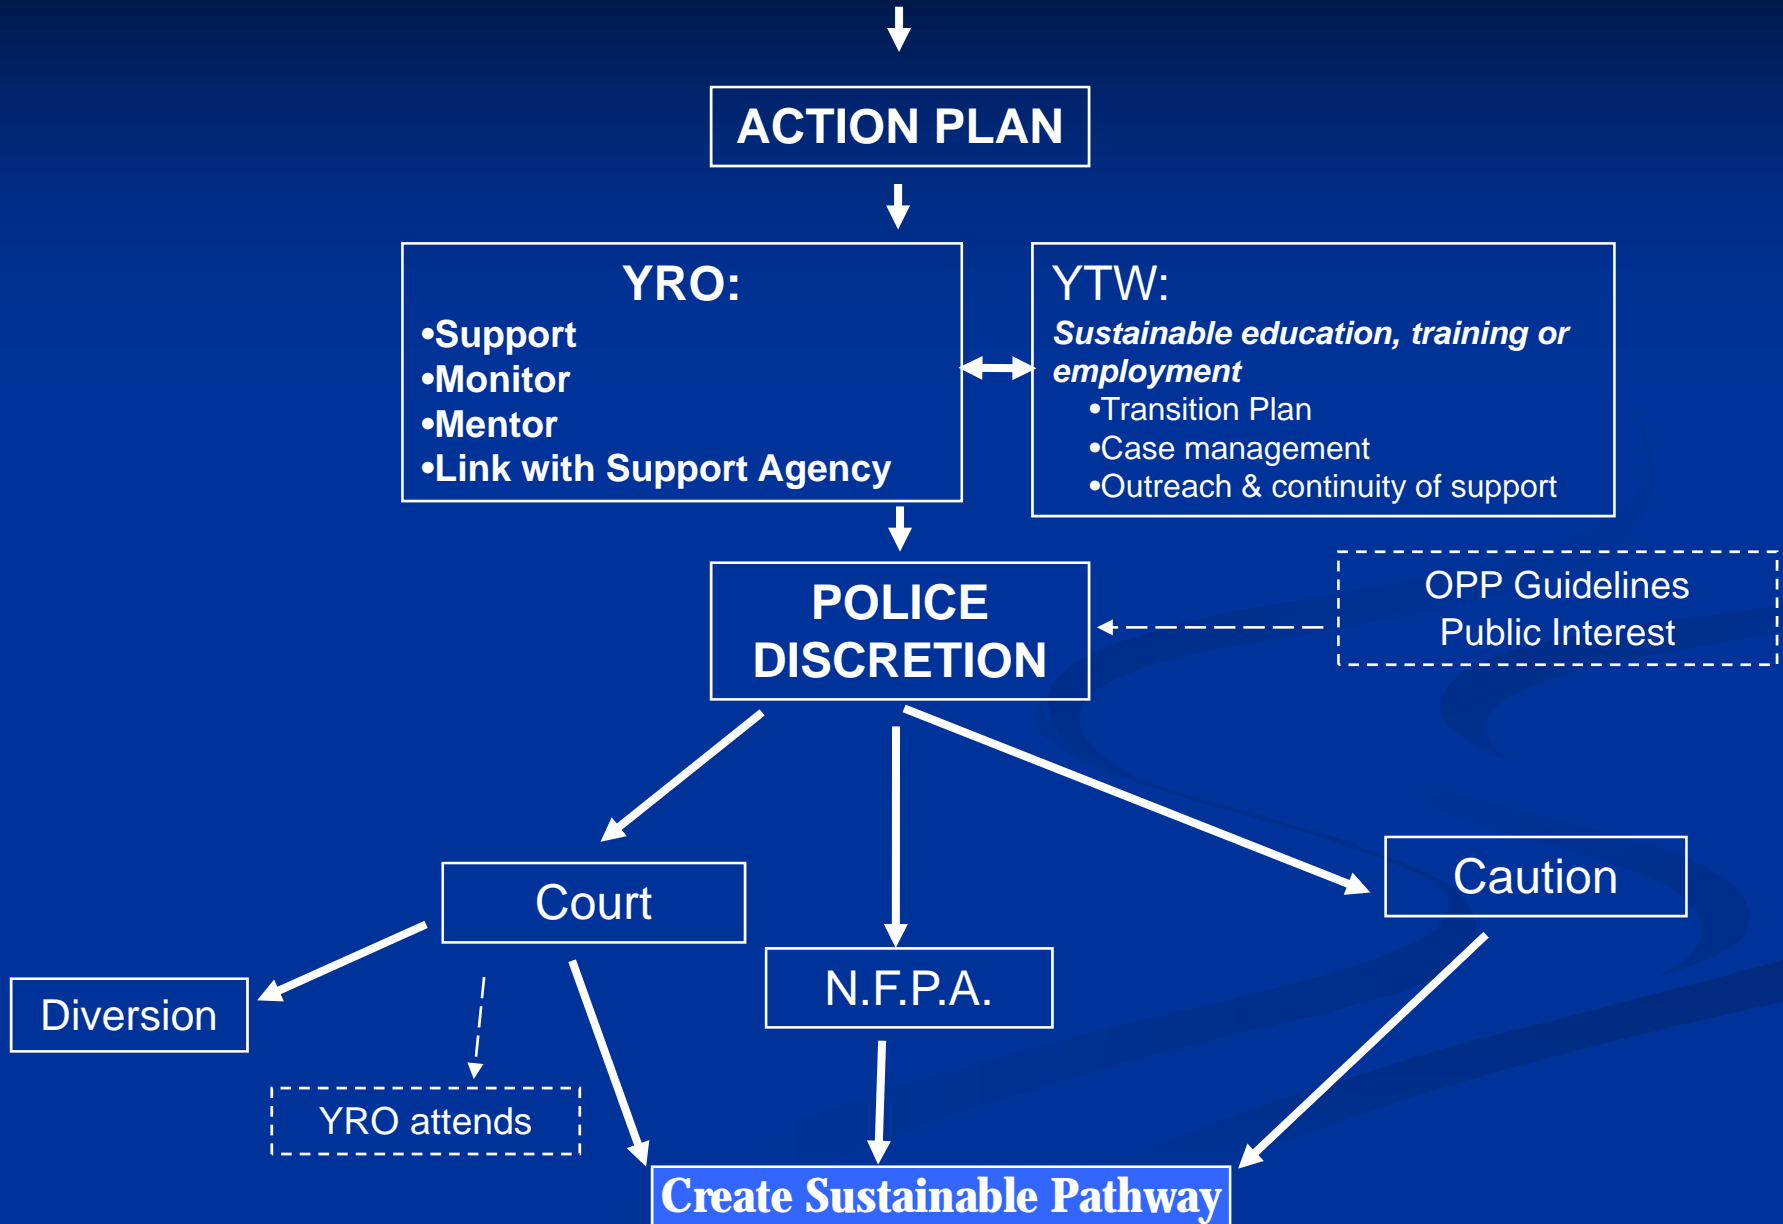 ACTION PLAN
YRO:
•Support
•Monitor
•Mentor
•Link with Support Agency
YTW:
Sustainable education, training or
employment
•Transition Plan
•Case management
•Outreach & continuity of support
POLICE
DISCRETION
OPP Guidelines
Public Interest
Court
Caution
Diversion
N.F.P.A.
YRO attends
Create Sustainable Pathway